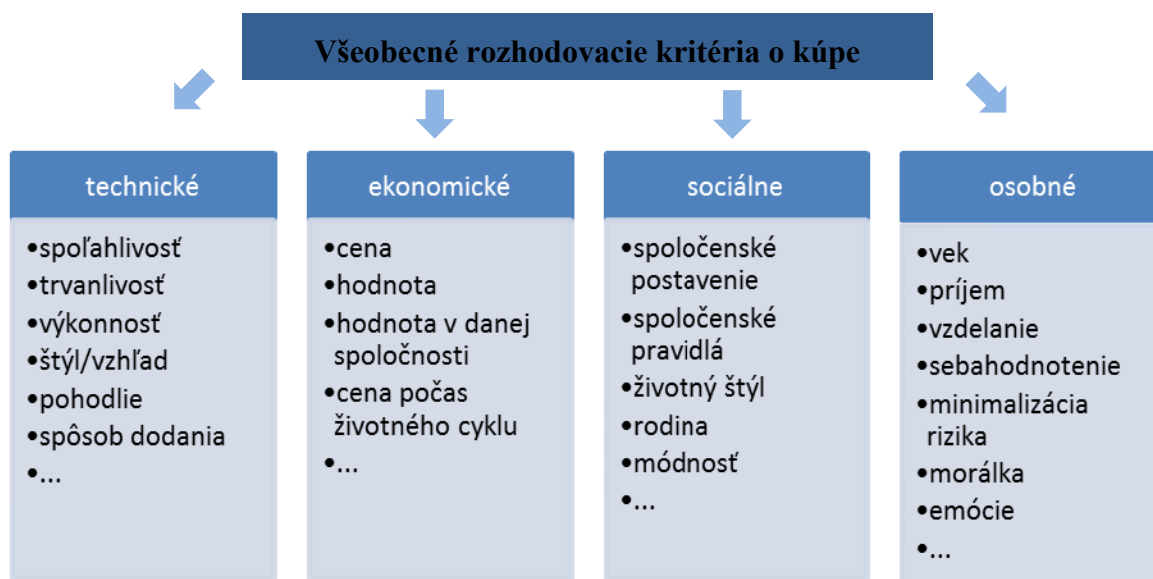 Všeobecné rozhodovacie kritéria o kúpe
technické
•spoľahlivosť
•trvanlivosť
•výkonnosť
•štýl/vzhľad
•pohodlie
•spôsob dodania
•...
ekonomické
•cena
•hodnota
•hodnota v danej
spoločnosti
•cena počas
životného cyklu
•...
sociálne
•spoločenské
postavenie
•spoločenské
pravidlá
•životný štýl
•rodina
•módnosť
•...
osobné
•vek
•príjem
•vzdelanie
•sebahodnotenie
•minimalizácia
rizika
•morálka
•emócie
•...